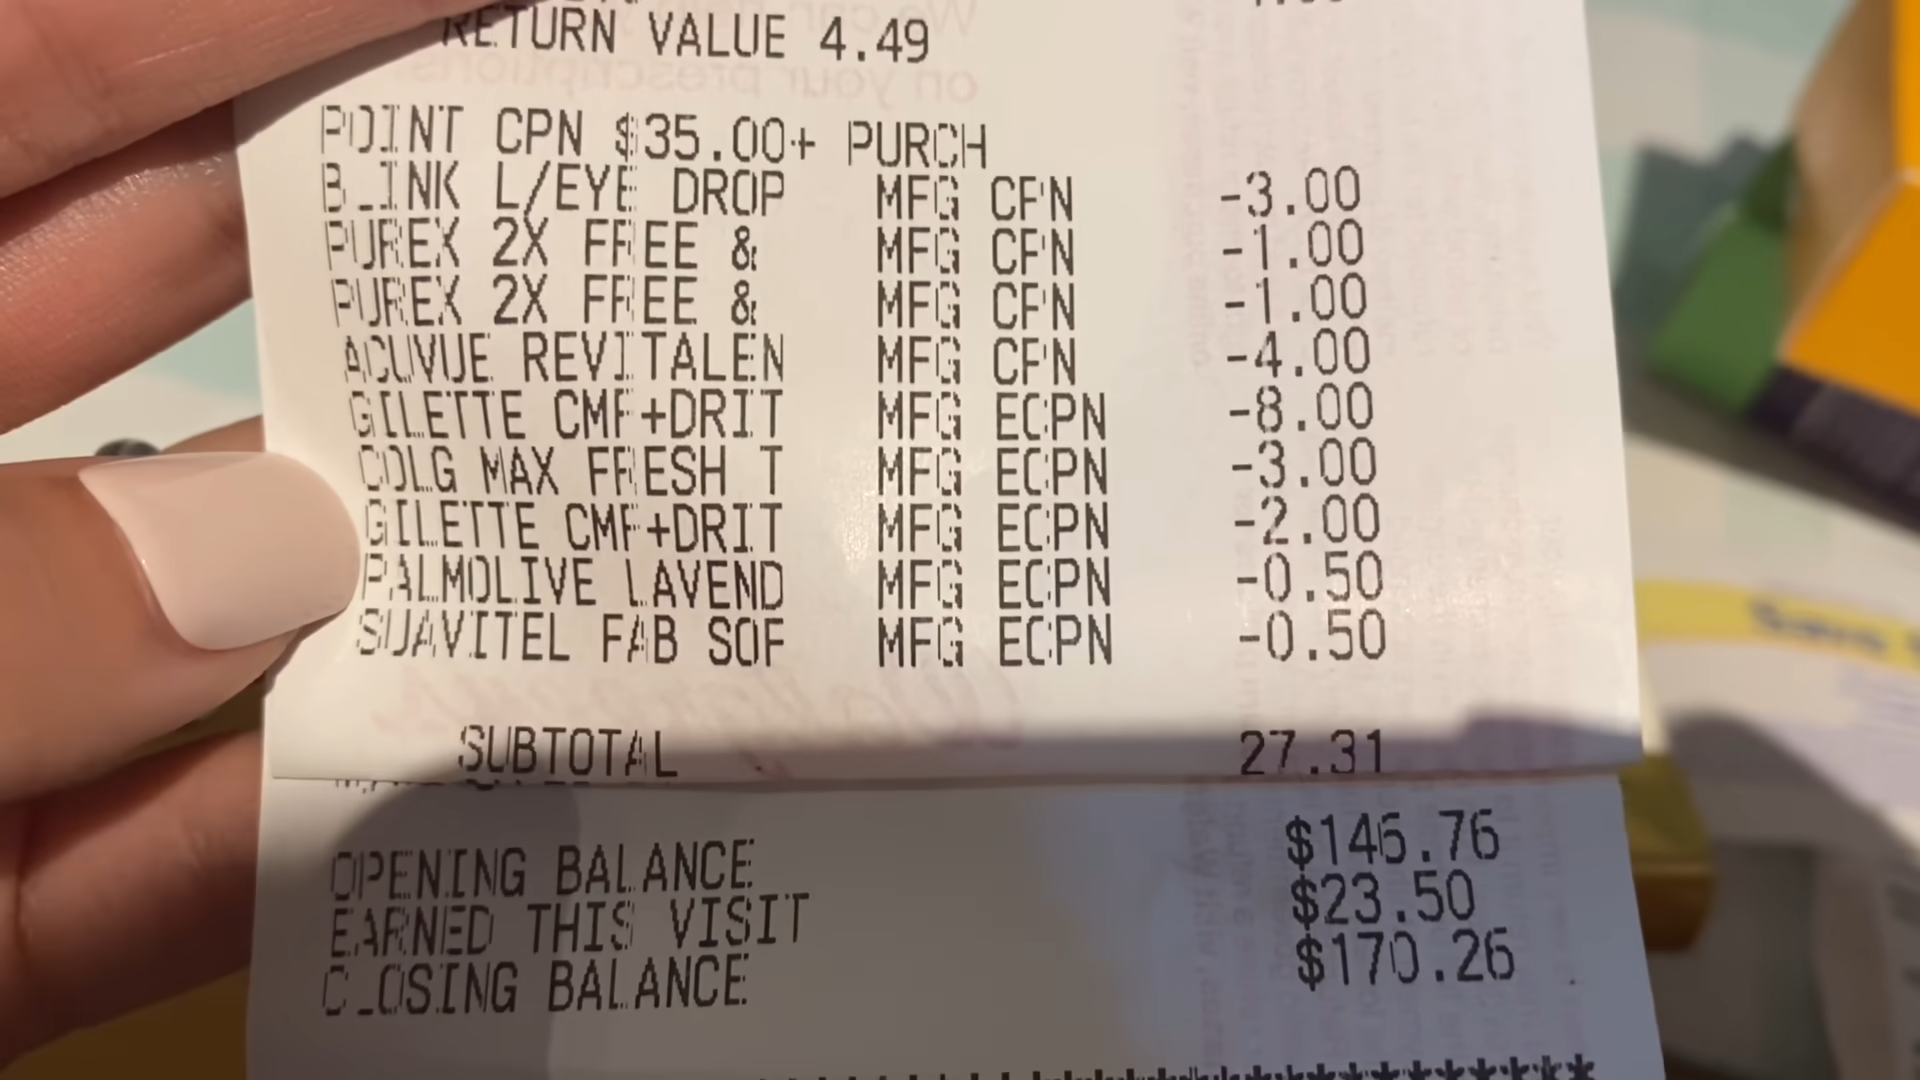 RETURN VALUE 4.49
POINT CPN $35.00+ PURCH
BLINK L/EYE DROP MFG CPN -3.00
PUREX 2X FREE & MFG CPN -1.00
PUREX 2X FREE & MFG CPN -1.00
ACUVUE REVITALEN MFG CPN -4.00
GILETTE CMF+DRIT MFG ECPN -8.00
COLG MAX FRESH T MFG ECPN -3.00
GILETTE CMF+DRIT MFG ECPN -2.00
PALMOLIVE LAVEND MFG ECPN -0.50
SUAVITEL FAB SOF MFG ECPN -0.50
SUBTOTAL 27.31
OPENING BALANCE $146.76
EARNED THIS VISIT $23.50
CLOSING BALANCE $170.26